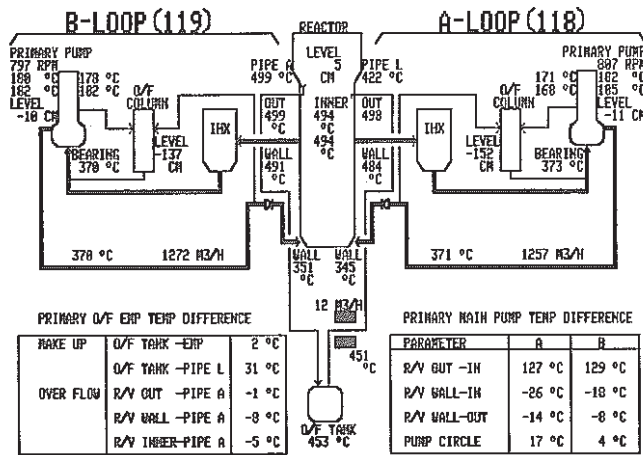 B-LOOP(119)
REACTOR
A-LOOP(118)
PRIMARY PUMP
797 RPM
180 °C 178 °C
182 °C 182 °C
LEVEL
-10 CM
O/F
COLUMN
BEARING
370 °C
LEVEL
-137
CM
IHX
PIPE A
499 °C
OUT
499
°C
WALL
491
°C
LEVEL
5
CM
INNER
494
°C
494
°C
PIPE L
422 °C
OUT
498
WALL
484
°C
IHX
PRIMARY PUMP
807 RPM
171 °C 182 °C
168 °C 185 °C
O/F
COLUMN
LEVEL
-11 CM
LEVEL
-152
CM
BEARING
373 °C
370 °C 1272 M3/H
371 °C 1257 M3/H
WALL
351
°C
WALL
345
°C
12 M3/H
451
°C
O/F TANK
453 °C
PRIMARY O/F EMP TEMP DIFFERENCE
MAKE UP O/F TANK -EMP 2 °C
O/F TANK -PIPE L 31 °C
OVER FLOW R/V OUT -PIPE A -1 °C
R/V WALL -PIPE A -8 °C
R/V INNER-PIPE A -5 °C
PRIMARY MAIN PUMP TEMP DIFFERENCE
PARAMETER A B
R/V OUT -IN 127 °C 129 °C
R/V WALL-IN -26 °C -18 °C
R/V WALL-OUT -14 °C -8 °C
PUMP CIRCLE 17 °C 4 °C